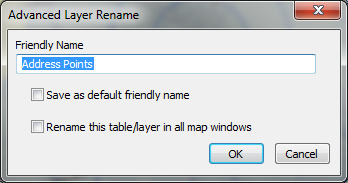 Advanced Layer Rename
Friendly Name
Address Points
Save as default friendly name
Rename this table/layer in all map windows
OK Cancel